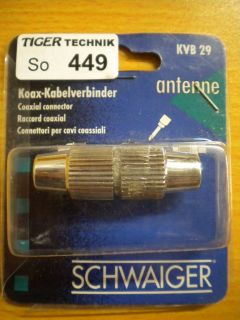 TIGER TECHNIK
So 449
KVB 29
antenne
Koax-Kabelverbinder
Coaxial connector
Raccord coaxial
Connettori per cavi coassiali
SCHWAIGER